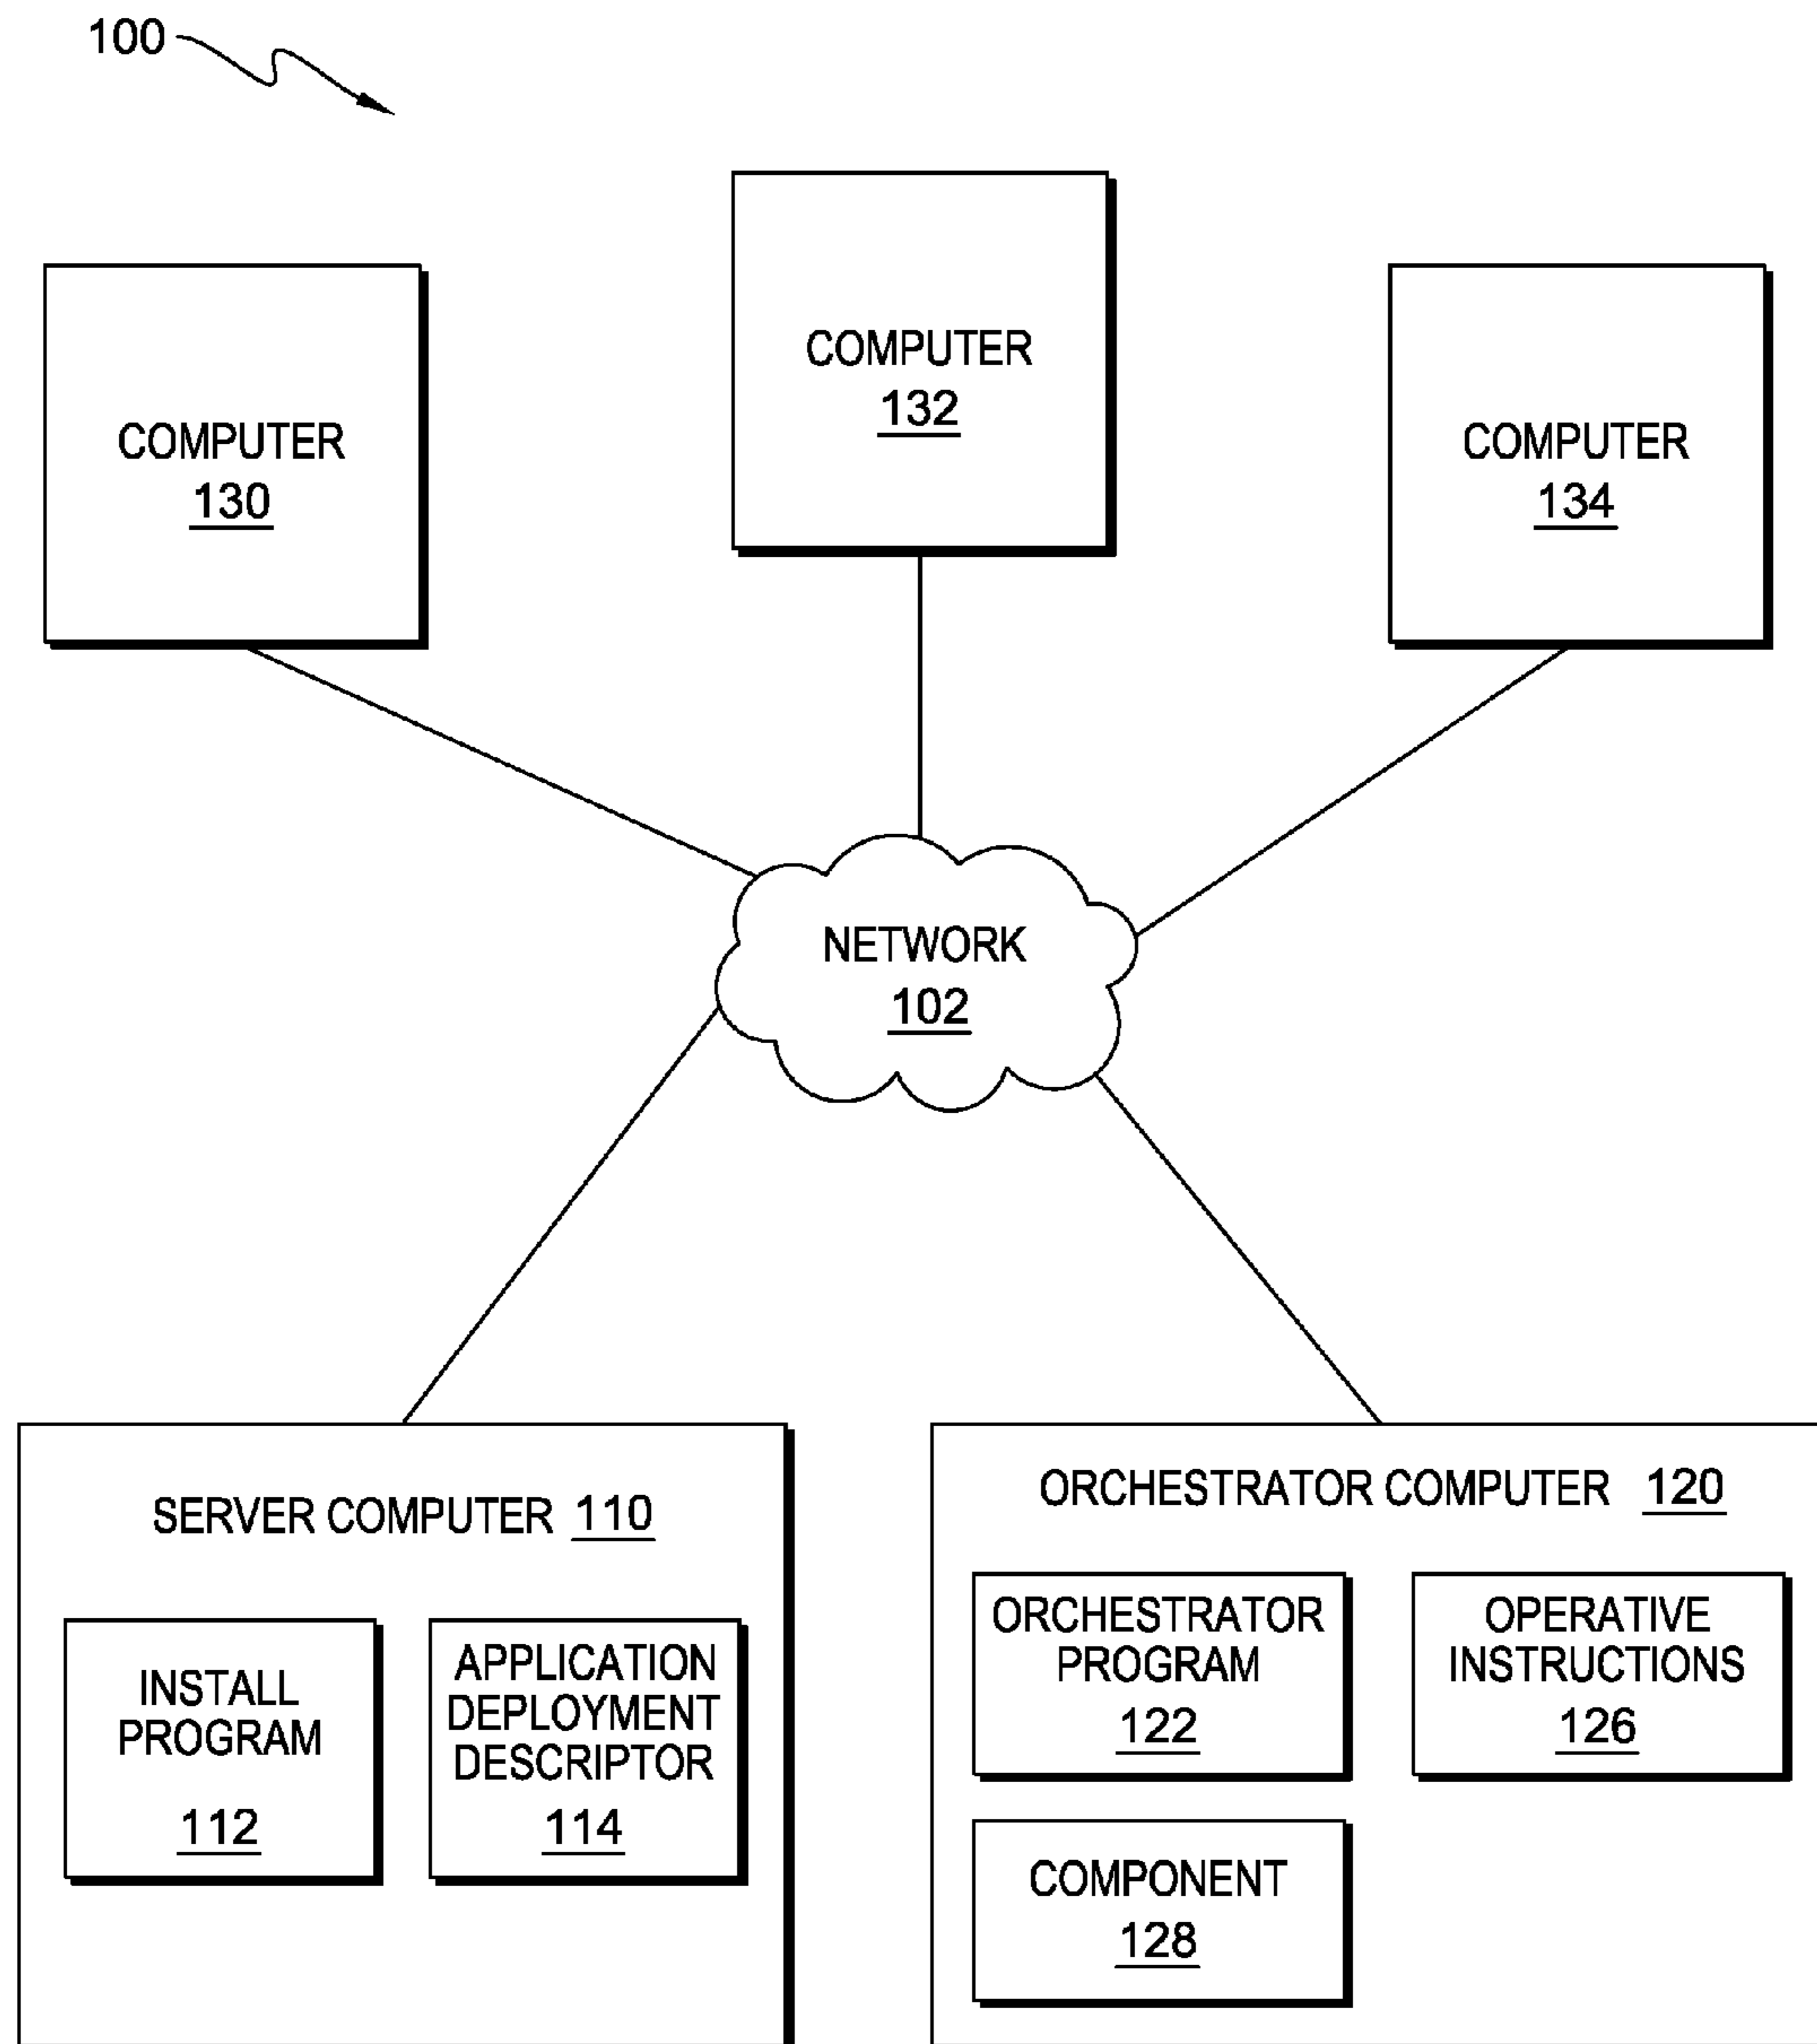 100
COMPUTER
132
COMPUTER
130
COMPUTER
134
NETWORK
102
SERVER COMPUTER 110
INSTALL
PROGRAM
112
APPLICATION
DEPLOYMENT
DESCRIPTOR
114
ORCHESTRATOR COMPUTER 120
ORCHESTRATOR
PROGRAM
122
OPERATIVE
INSTRUCTIONS
126
COMPONENT
128